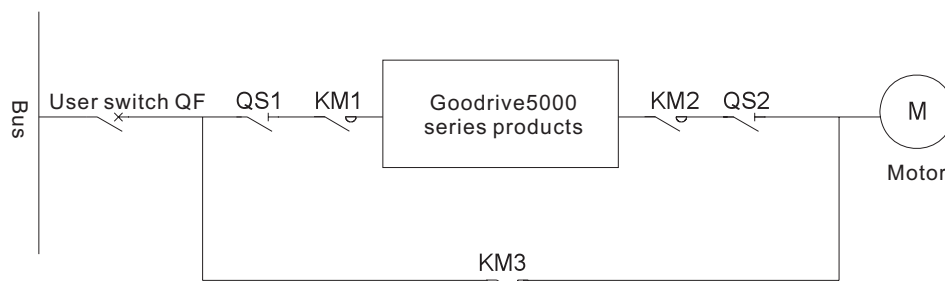 Bus
User switch QF
QS1
KM1
Goodrive5000
series products
KM2
QS2
M
Motor
KM3